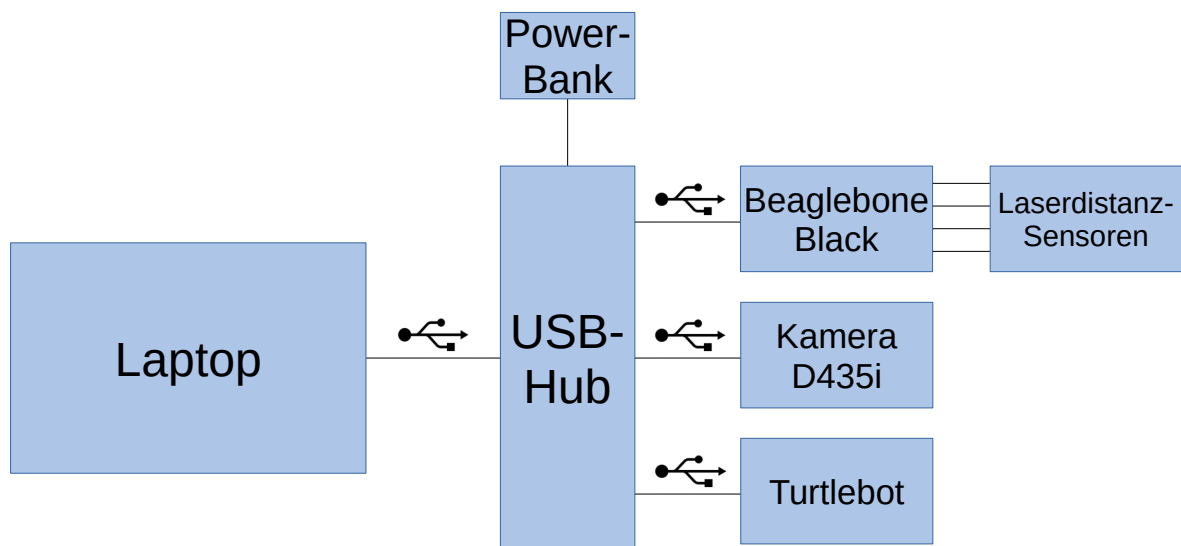 Power-
Bank
Beaglebone
Black
Laserdistanz-
Sensoren
Laptop
USB-
Hub
Kamera
D435i
Turtlebot